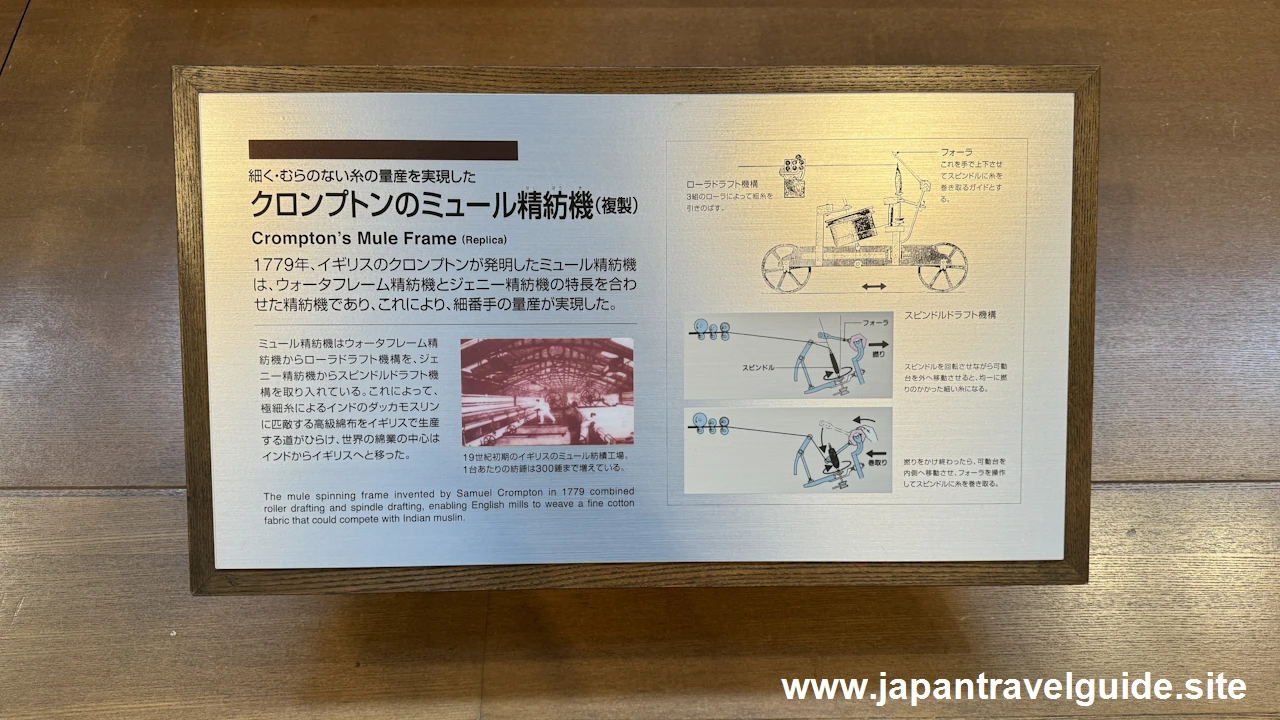 細く・むらのない糸の量産を実現した
クロンプトンのミュール精紡機(複製)
Crompton's Mule Frame (Replica)
1779年、イギリスのクロンプトンが発明したミュール精紡機
は、ウォータフレーム精紡機とジェニー精紡機の特長を合わ
せた精紡機であり、これにより、細番手の量産が実現した。
ミュール精紡機はウォータフレーム精
紡機からローラドラフト機構を、ジェ
ニー精紡機からスピンドルドラフト機
構を取り入れている。これによって、
極細糸によるインドのダッカモスリン
に匹敵する高級綿布をイギリスで生産
する道がひらけ、世界の綿業の中心は
インドからイギリスへと移った。
19世紀初期のイギリスのミュール紡績工場。
1台あたりの紡錘は300錘まで増えている。
The mule spinning frame invented by Samuel Crompton in 1779 combined
roller drafting and spindle drafting, enabling English mills to weave a fine cotton
fabric that could compete with Indian muslin.
ローラドラフト機構
3組のローラによって粗糸を
引きのばす。
フォーラ
これを手で上下させ
てスピンドルに糸を
巻き取るガイドとす
る。
スピンドルドラフト機構
フォーラ
撚り
スピンドル
スピンドルを回転させながら可動
台を外へ移動させると、均一に撚
りのかかった細い糸になる。
巻取り
撚りをかけ終わったら、可動台を
内側へ移動させ、フォーラを操作
してスピンドルに糸を巻き取る。
www.japantravelguide.site